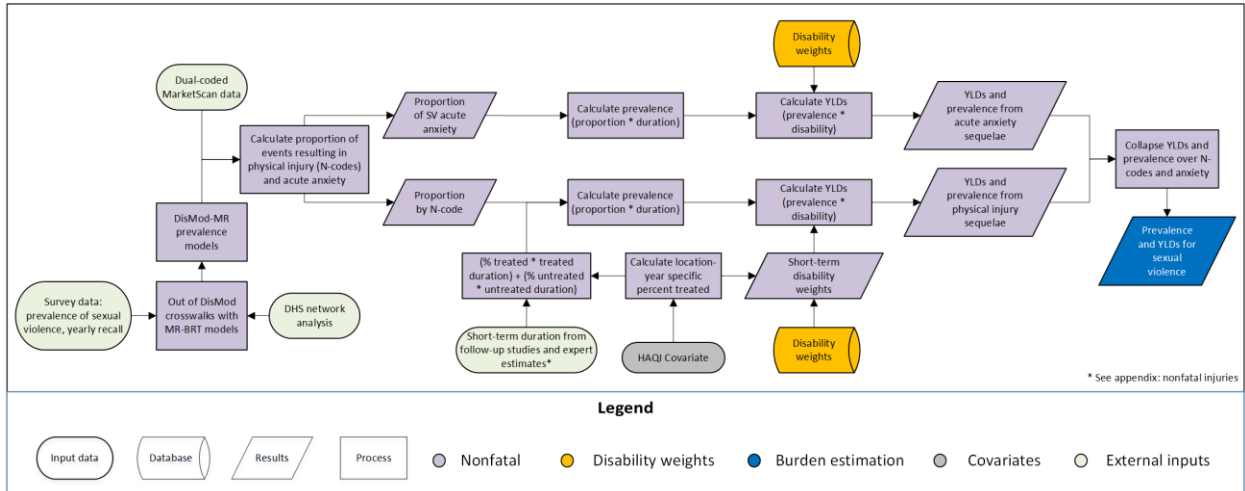 Disability
weights
Dual-coded
MarketScan data
Proportion
of SV acute
anxiety
Calculate prevalence
(proportion * duration)
Calculate YLDs
(prevalence *
disability)
YLDs and
prevalence from
acute anxiety
sequelae
Calculate proportion of
events resulting in
physical injury (N-codes)
and acute anxiety
Collapse YLDs and
prevalence over N-
codes and anxiety
Proportion
by N-code
Calculate prevalence
(proportion * duration)
Calculate YLDs
(prevalence *
disability)
YLDs and
prevalence from
physical injury
sequelae
DisMod-MR
prevalence
models
Prevalence
and YLDs for
sexual
violence
(% treated * treated
duration) + (% untreated
* untreated duration)
Calculate location-
year specific
percent treated
Short-term
disability
weights
Survey data:
prevalence of sexual
violence, yearly recall
Out of DisMod
crosswalks with
MR-BRT models
DHS network
analysis
Short-term duration from
follow-up studies and expert
estimates*
HAQI Covariate
Disability
weights
* See appendix: nonfatal injuries
Legend
Input data
Database
Results
Process
Nonfatal
Disability weights
Burden estimation
Covariates
External inputs